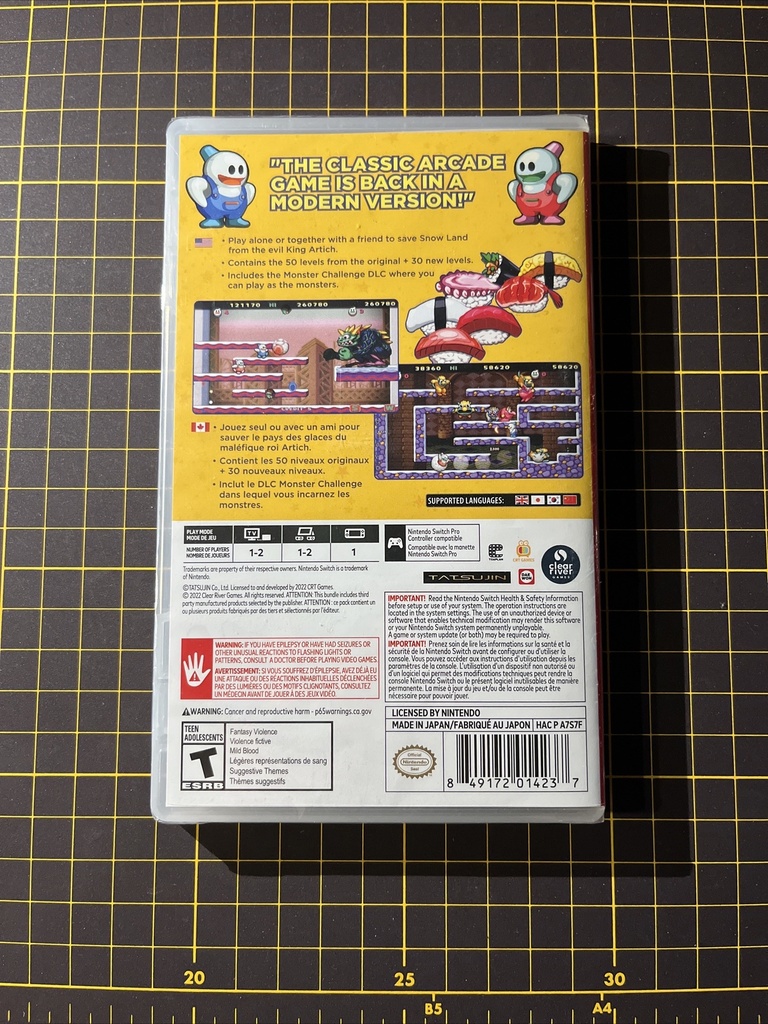 "THE CLASSIC ARCADE
GAME IS BACK IN A
MODERN VERSION!"
• Play alone or together with a friend to save Snow Land
from the evil King Artich.
• Contains the 50 levels from the original + 30 new levels.
• Includes the Monster Challenge DLC where you
can play as the monsters.
121170 HI 260780 260780
38360 HI 58620 58620
• Jouez seul ou avec un ami pour
sauver le pays des glaces du
maléfique roi Artich.
• Contient les 50 niveaux originaux
+ 30 nouveaux niveaux.
• Inclut le DLC Monster Challenge
dans lequel vous incarnez les
monstres.
SUPPORTED LANGUAGES:
PLAY MODE
MODE DE JEU
TV
NUMBER OF PLAYERS
NOMBRE DE JOUEURS
1-2
1-2
1
Nintendo Switch Pro
Controller compatible
Compatible avec la manette
Nintendo Switch Pro
CRT GAMES
clear
river
GAMES
TATSUJIN
DAE
WON
Trademarks are property of their respective owners. Nintendo Switch is a trademark
of Nintendo.
©TATSUJIN Co., Ltd. Licensed to and developed by 2022 CRT Games.
© 2022 Clear River Games. All rights reserved. ATTENTION: This bundle includes third
party manufactured products selected by the publisher. ATTENTION : ce pack contient un
ou plusieurs produits fabriqués par des tiers et sélectionnés par l'éditeur.
IMPORTANT! Read the Nintendo Switch Health & Safety Information
before setup or use of your system. The operation instructions are
located in the system settings. The use of an unauthorized device or
software that enables technical modification may render this software
or your Nintendo Switch system permanently unplayable.
A game or system update (or both) may be required to play.
IMPORTANT! Prenez soin de lire les informations sur la santé et la
sécurité de la Nintendo Switch avant de configurer ou d'utiliser la
console. Vous pouvez accéder aux instructions d'utilisation depuis les
paramètres de la console. L'utilisation d'un dispositif non autorisé ou
d'un logiciel qui permet des modifications techniques peut rendre la
console Nintendo Switch ou le présent logiciel inutilisables de manière
permanente. La mise à jour du jeu et/ou de la console peut être
nécessaire pour pouvoir jouer.
WARNING: IF YOU HAVE EPILEPSY OR HAVE HAD SEIZURES OR
OTHER UNUSUAL REACTIONS TO FLASHING LIGHTS OR
PATTERNS, CONSULT A DOCTOR BEFORE PLAYING VIDEO GAMES.
AVERTISSEMENT: SI VOUS SOUFFREZ D'ÉPILEPSIE, AVEZ DÉJÀ EU
UNE ATTAQUE OU DES RÉACTIONS INHABITUELLES DÉCLENCHÉES
PAR DES LUMIÈRES OU DES MOTIFS CLIGNOTANTS, CONSULTEZ
UN MÉDECIN AVANT DE JOUER À DES JEUX VIDÉO.
WARNING: Cancer and reproductive harm - p65warnings.ca.gov
TEEN
ADOLESCENTS
T
ESRB
Fantasy Violence
Violence fictive
Mild Blood
Légères représentations de sang
Suggestive Themes
Thèmes suggestifs
LICENSED BY NINTENDO
MADE IN JAPAN/FABRIQUÉ AU JAPON HAC P A7S7F
Official
Nintendo
Seal
8 49172 01423 7
20 25 30
B5 A4